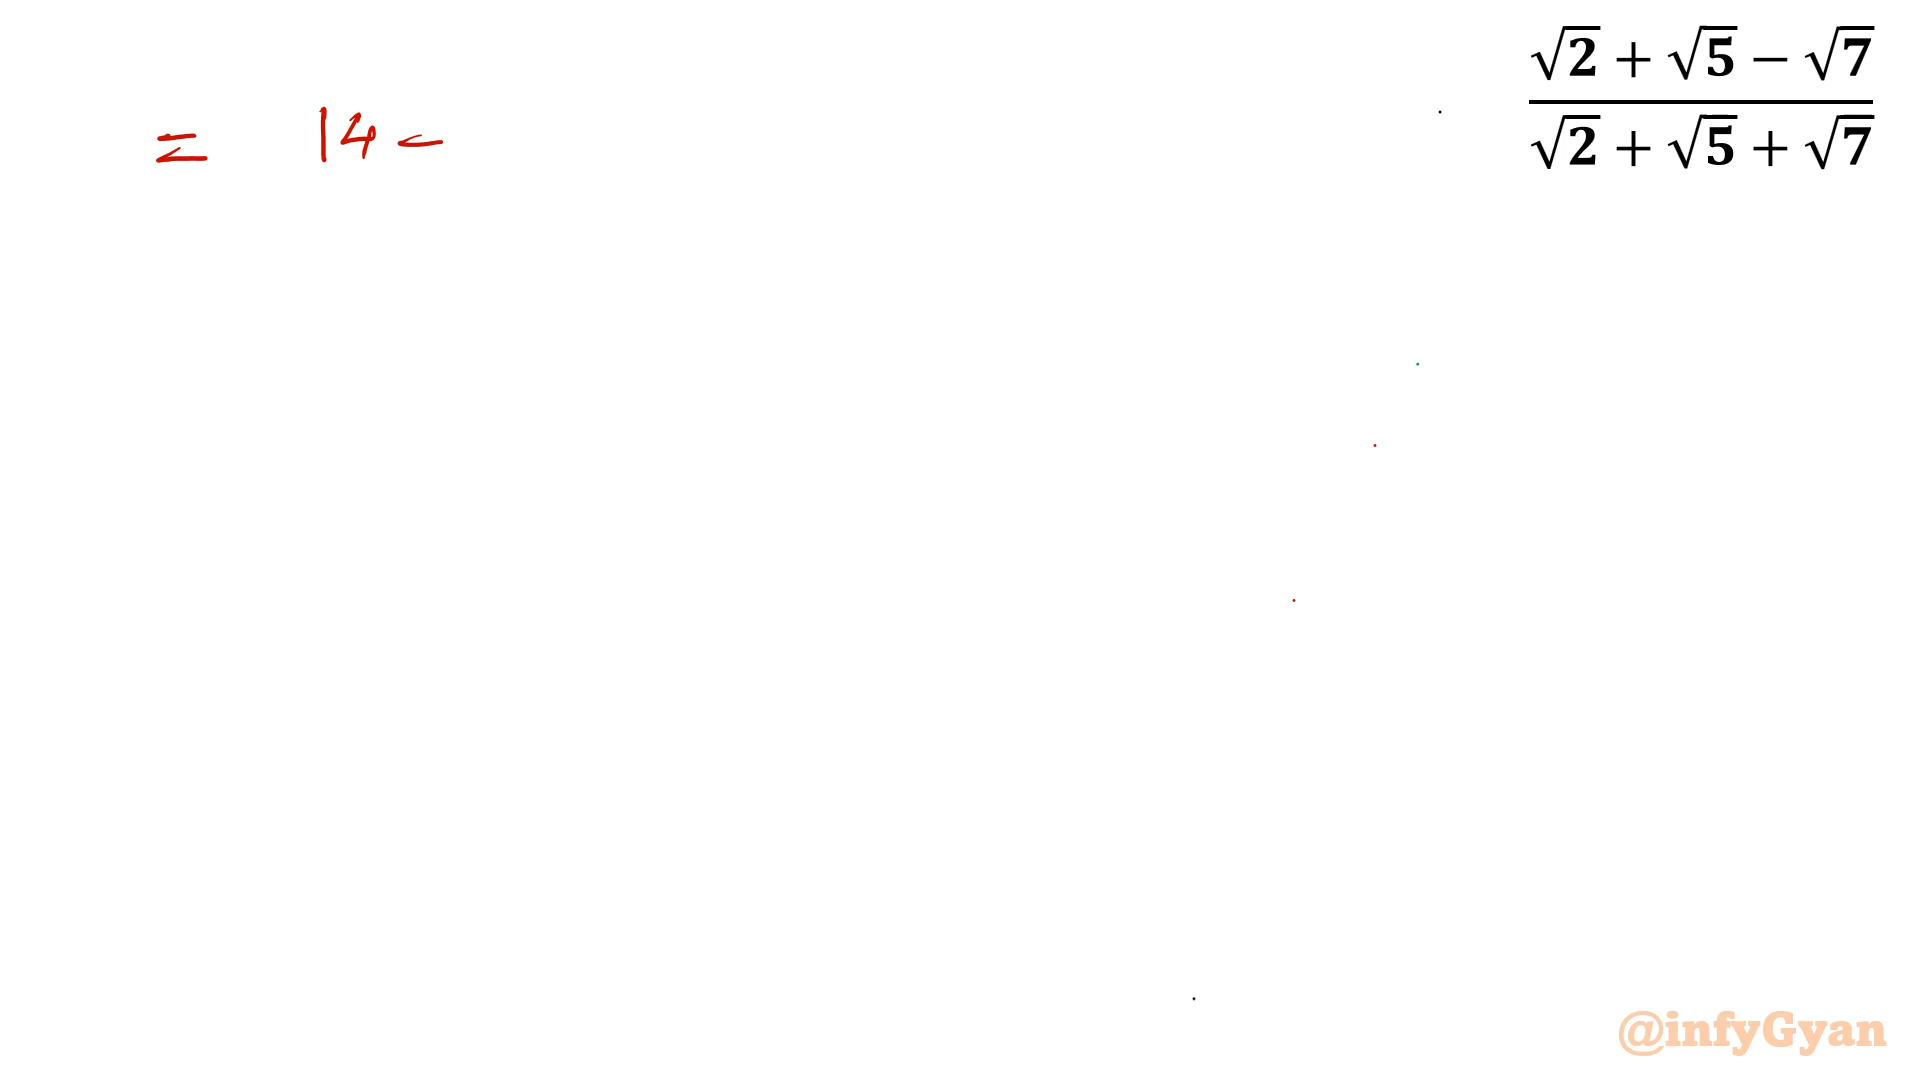 √2 + √5 − √7
√2 + √5 + √7
= 14 -
@infyGyan